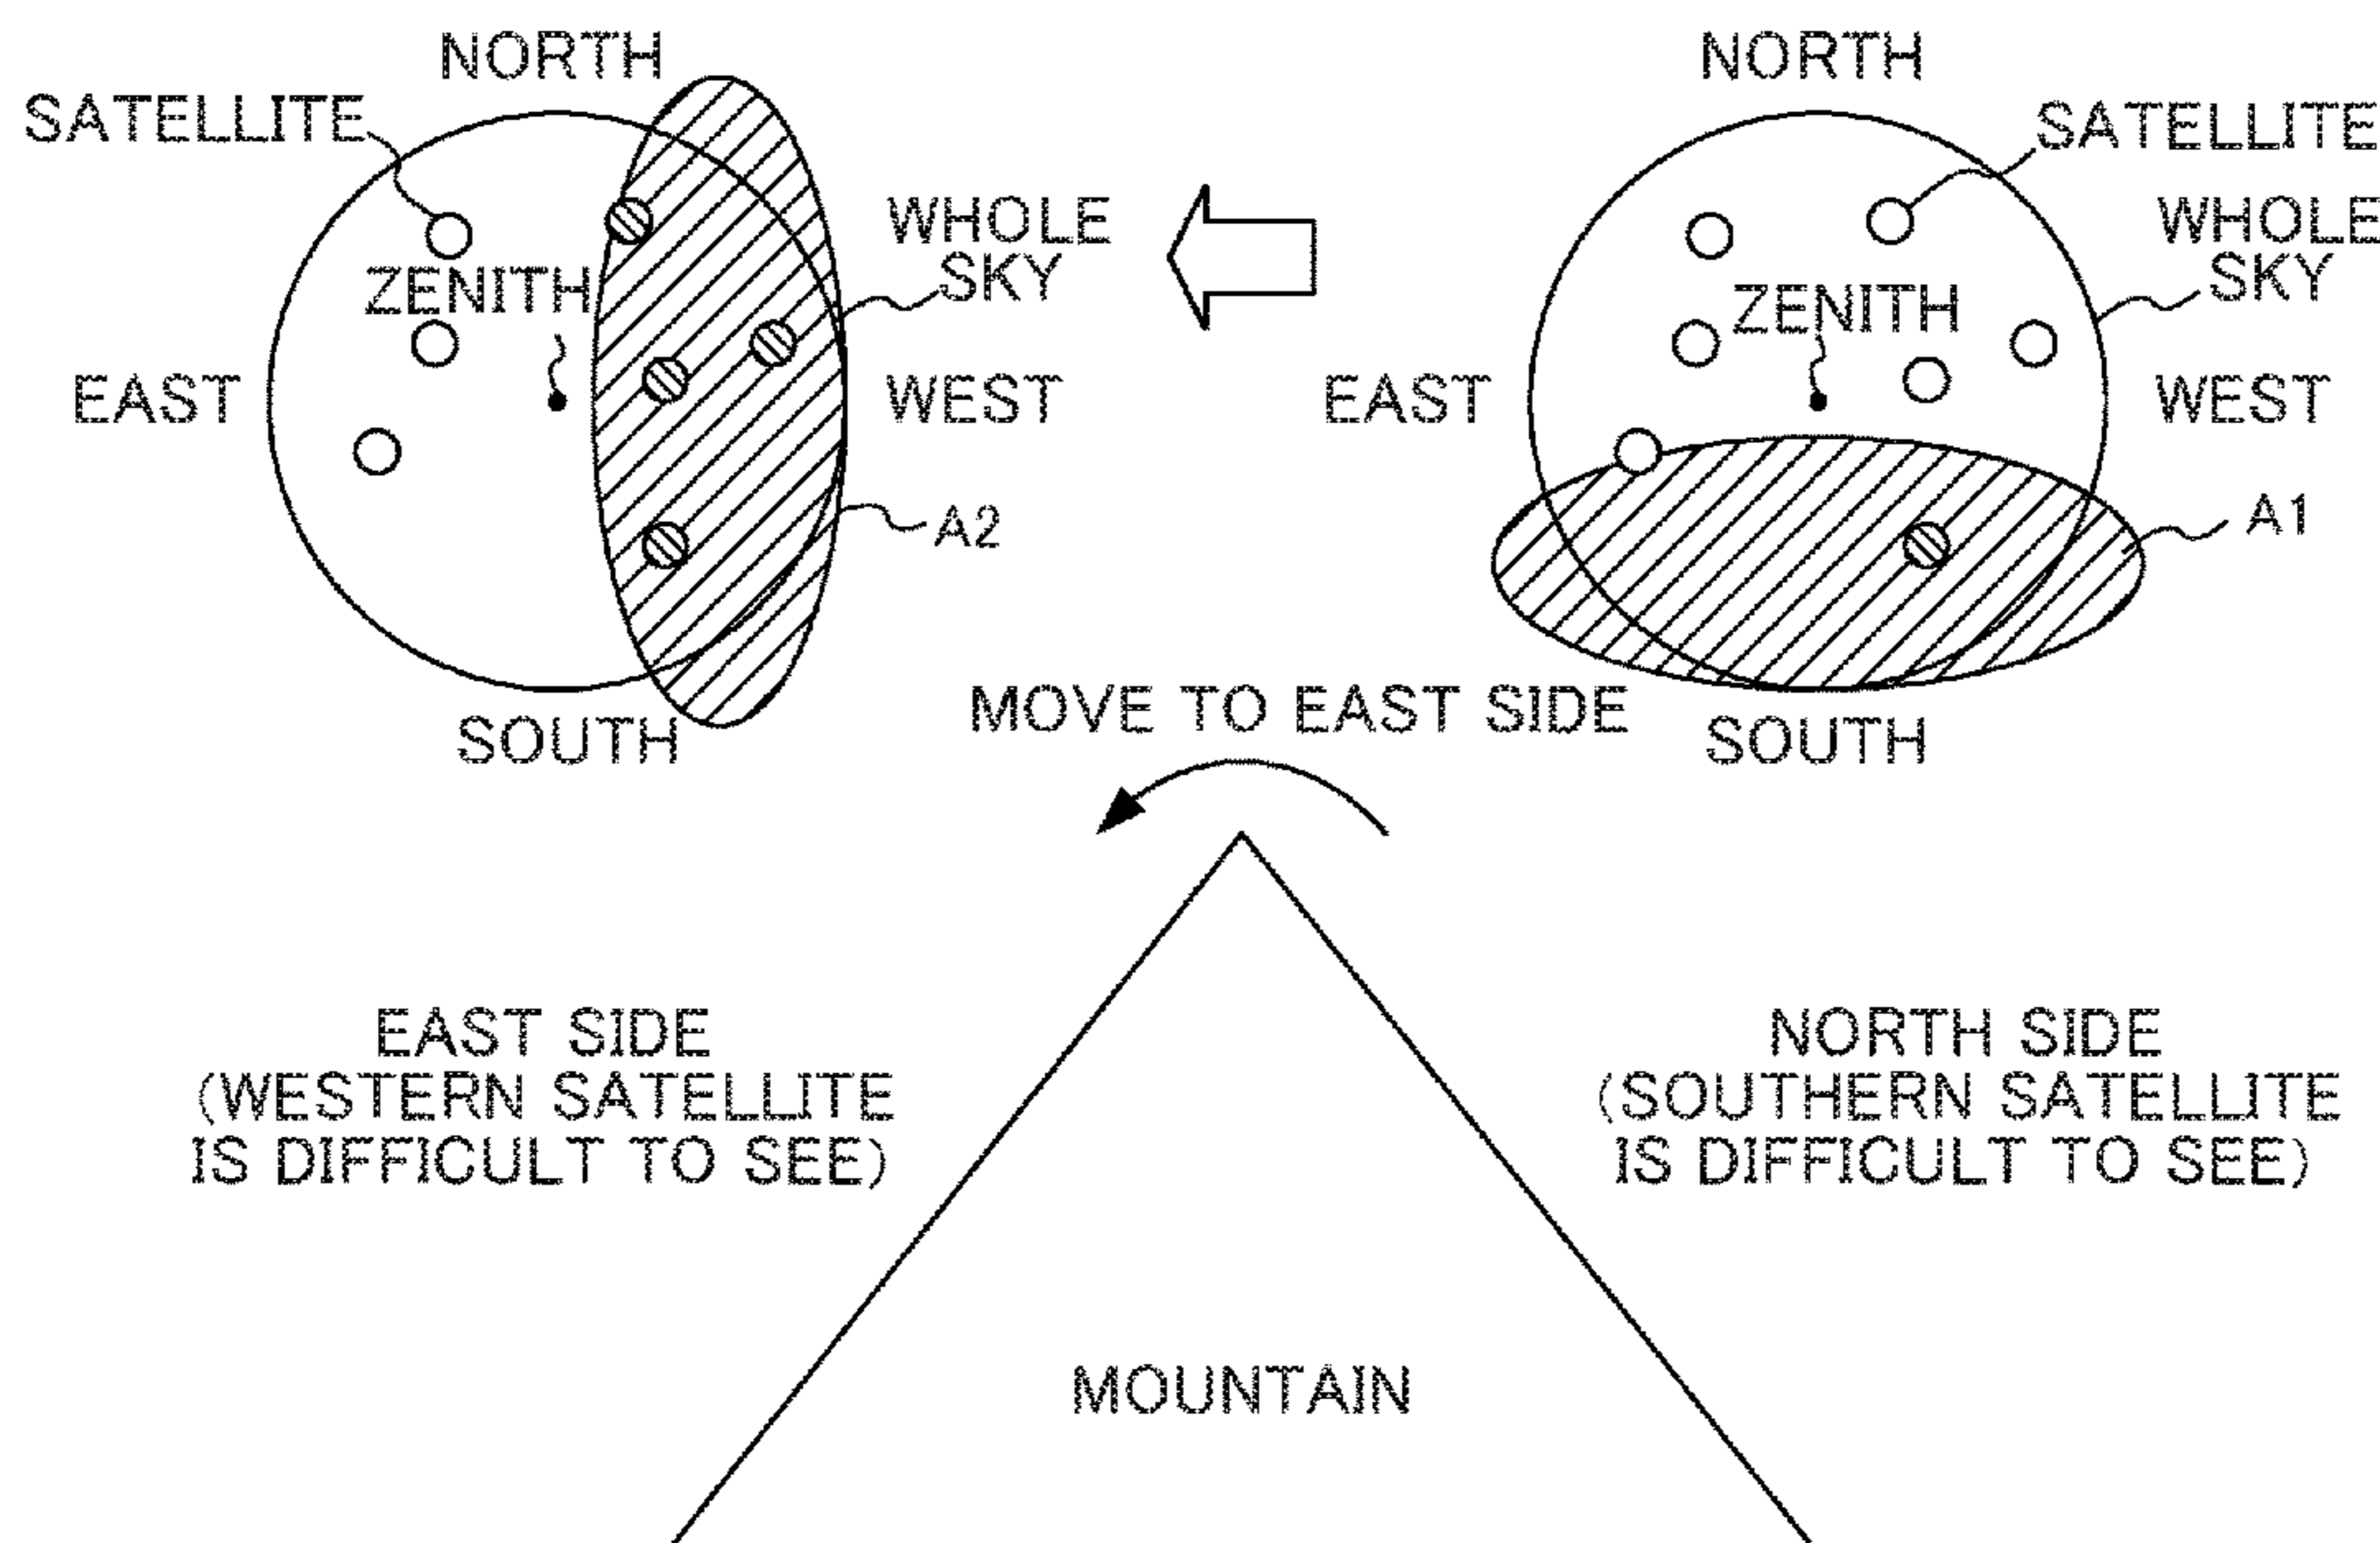 NORTH
SATELLITE
ZENITH
WHOLE
SKY
EAST
WEST
A2
SOUTH
NORTH
SATELLITE
WHOLE
SKY
ZENITH
EAST
WEST
A1
SOUTH
MOVE TO EAST SIDE
EAST SIDE
(WESTERN SATELLITE
IS DIFFICULT TO SEE)
NORTH SIDE
(SOUTHERN SATELLITE
IS DIFFICULT TO SEE)
MOUNTAIN